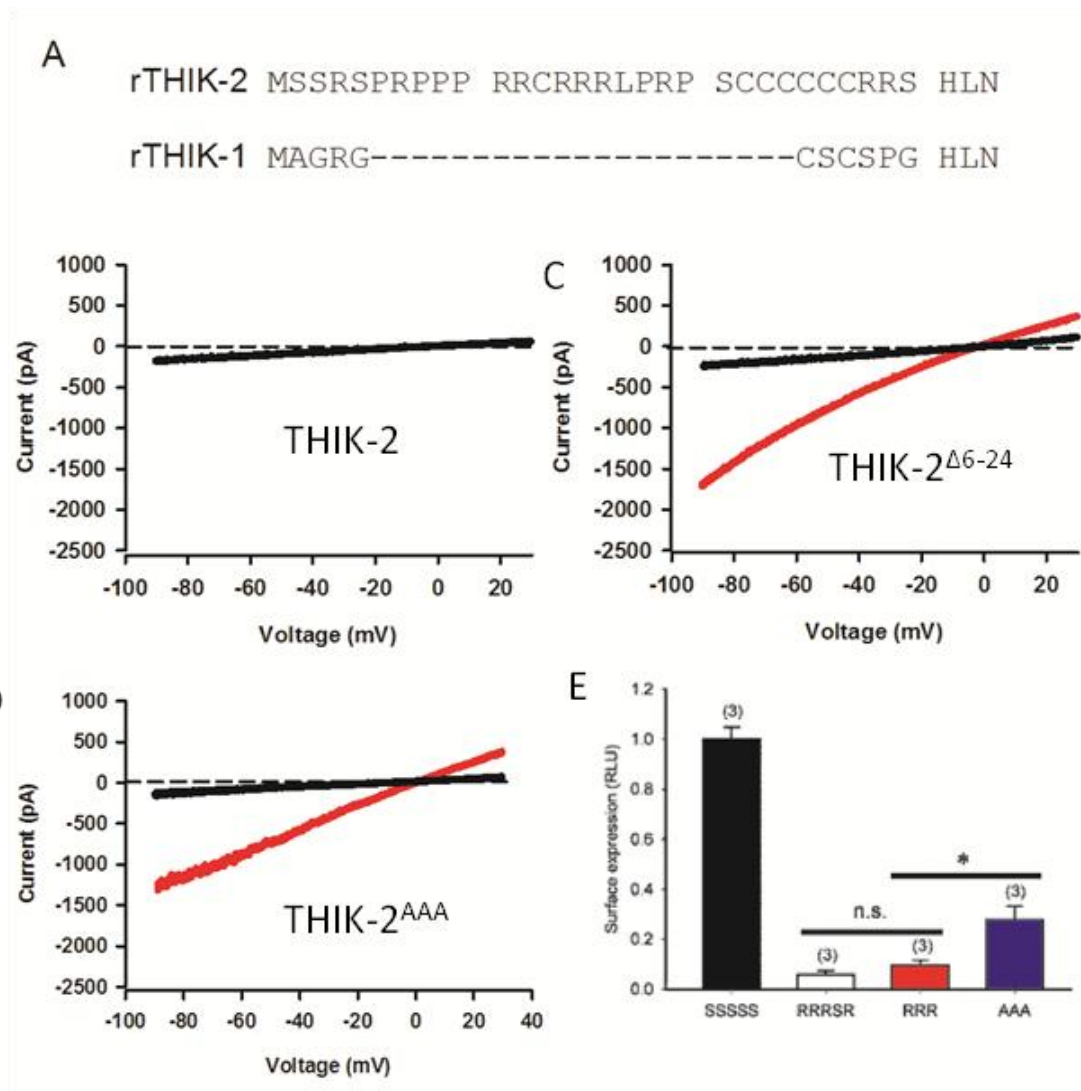 A
rTHIK-2 MSSRSPRPPP RRCRRRLPRP SCCCCCCRRS HLN
rTHIK-1 MAGRG-----------------------CSCSPG HLN
1000
500
0
-500
-1000
-1500
-2000
-2500
Current (pA)
THIK-2
-100 -80 -60 -40 -20 0 20
Voltage (mV)
C
1000
500
0
-500
-1000
-1500
-2000
-2500
Current (pA)
THIK-2Δ6-24
-100 -80 -60 -40 -20 0 20
Voltage (mV)
1000
500
0
-500
-1000
-1500
-2000
-2500
Current (pA)
THIK-2AAA
-100 -80 -60 -40 -20 0 20 40
Voltage (mV)
E
1.2
1.0
0.8
0.6
0.4
0.2
0.0
Surface expression (RLU)
(3)
(3)
(3)
(3)
n.s.
*
SSSSS RRRSR RRR AAA